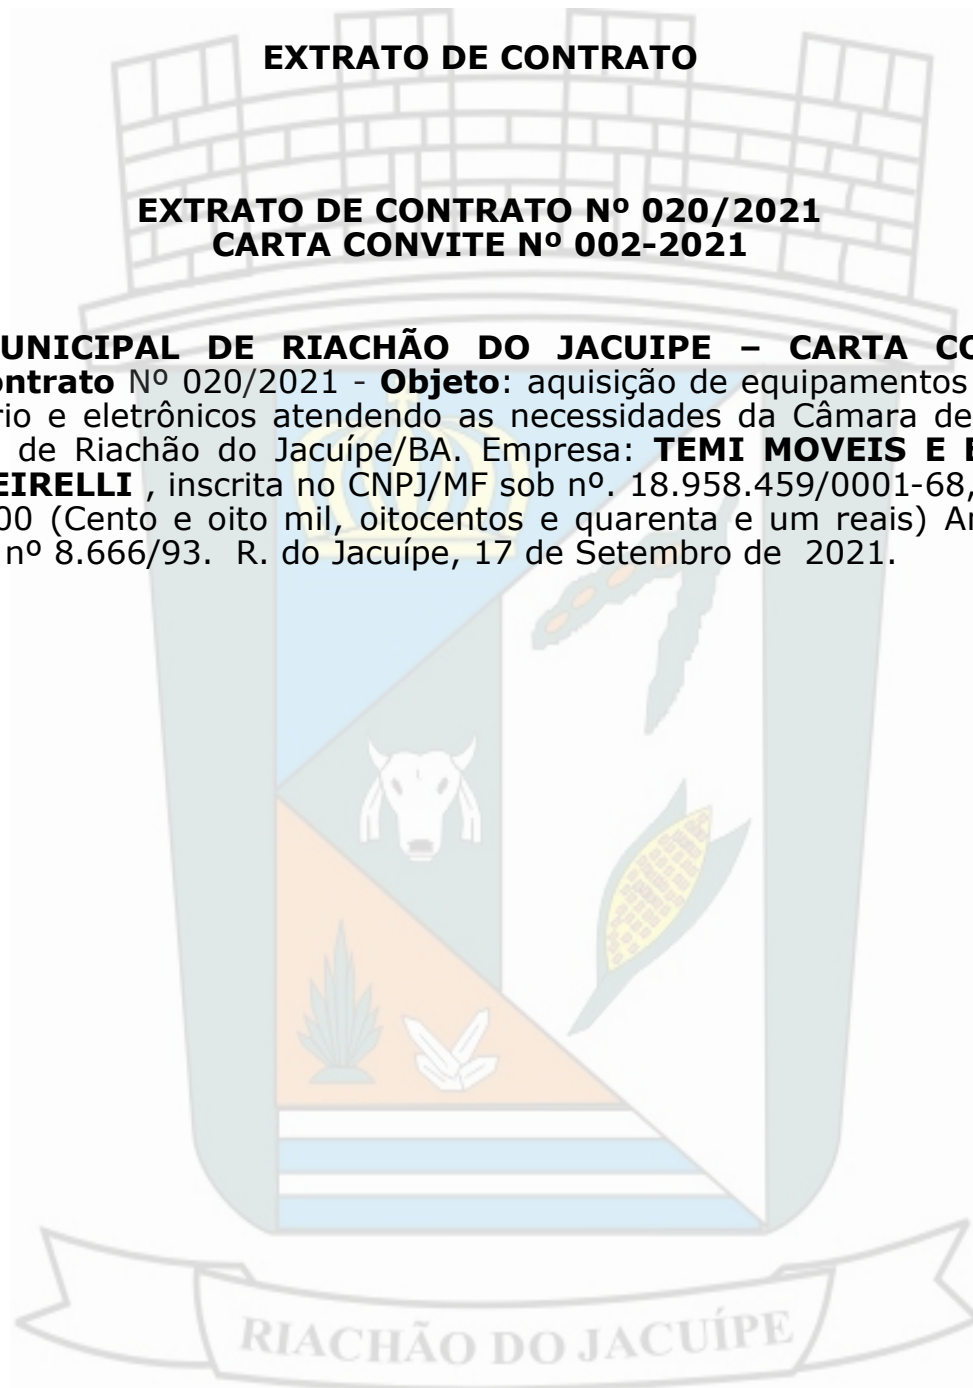 EXTRATO DE CONTRATO
EXTRATO DE CONTRATO Nº 020/2021
CARTA CONVITE Nº 002-2021
UNICIPAL DE RIACHÃO DO JACUIPE – CARTA CO
ontrato Nº 020/2021 - Objeto: aquisição de equipamentos
rio e eletrônicos atendendo as necessidades da Câmara de
de Riachão do Jacuípe/BA. Empresa: TEMI MOVEIS E E
EIRELLI , inscrita no CNPJ/MF sob nº. 18.958.459/0001-68,
00 (Cento e oito mil, oitocentos e quarenta e um reais) Ar
nº 8.666/93. R. do Jacuípe, 17 de Setembro de 2021.
RIACHÃO DO JACUÍPE